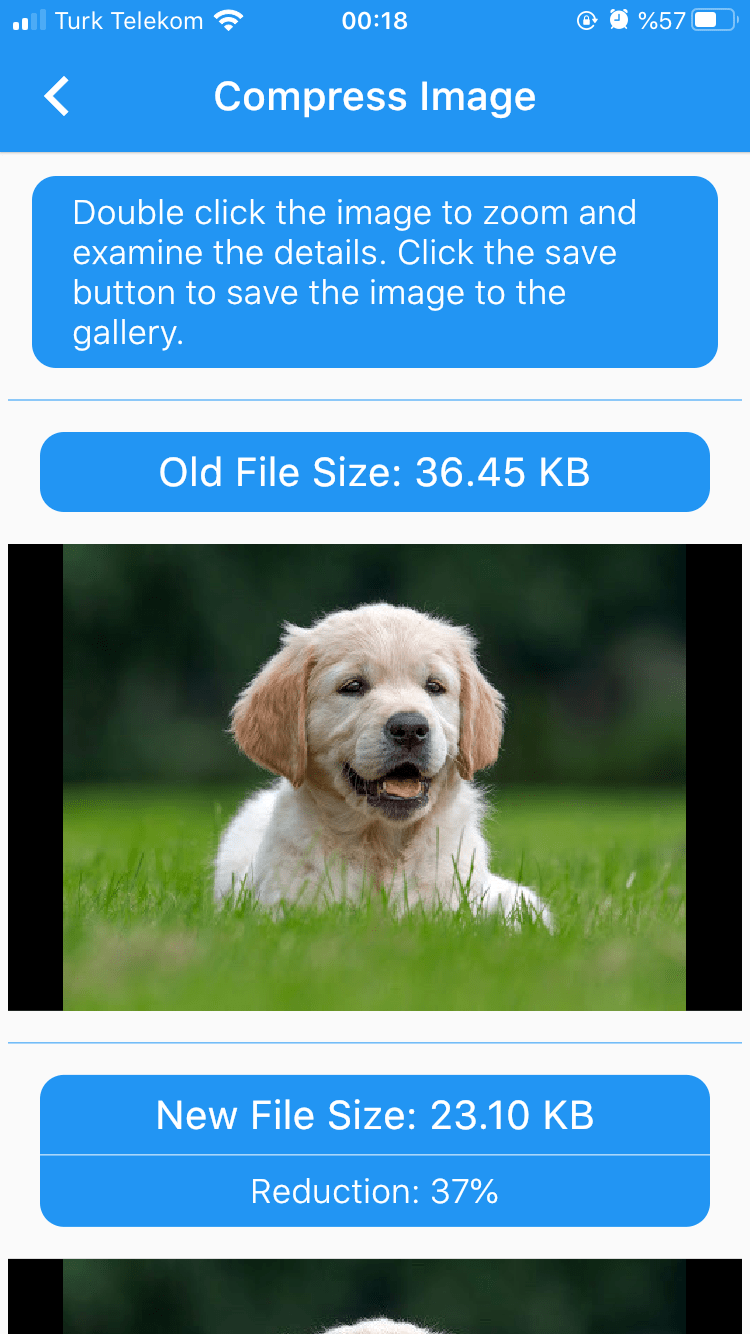 Turk Telekom 00:18 %57
Compress Image
Double click the image to zoom and
examine the details. Click the save
button to save the image to the
gallery.
Old File Size: 36.45 KB
New File Size: 23.10 KB
Reduction: 37%